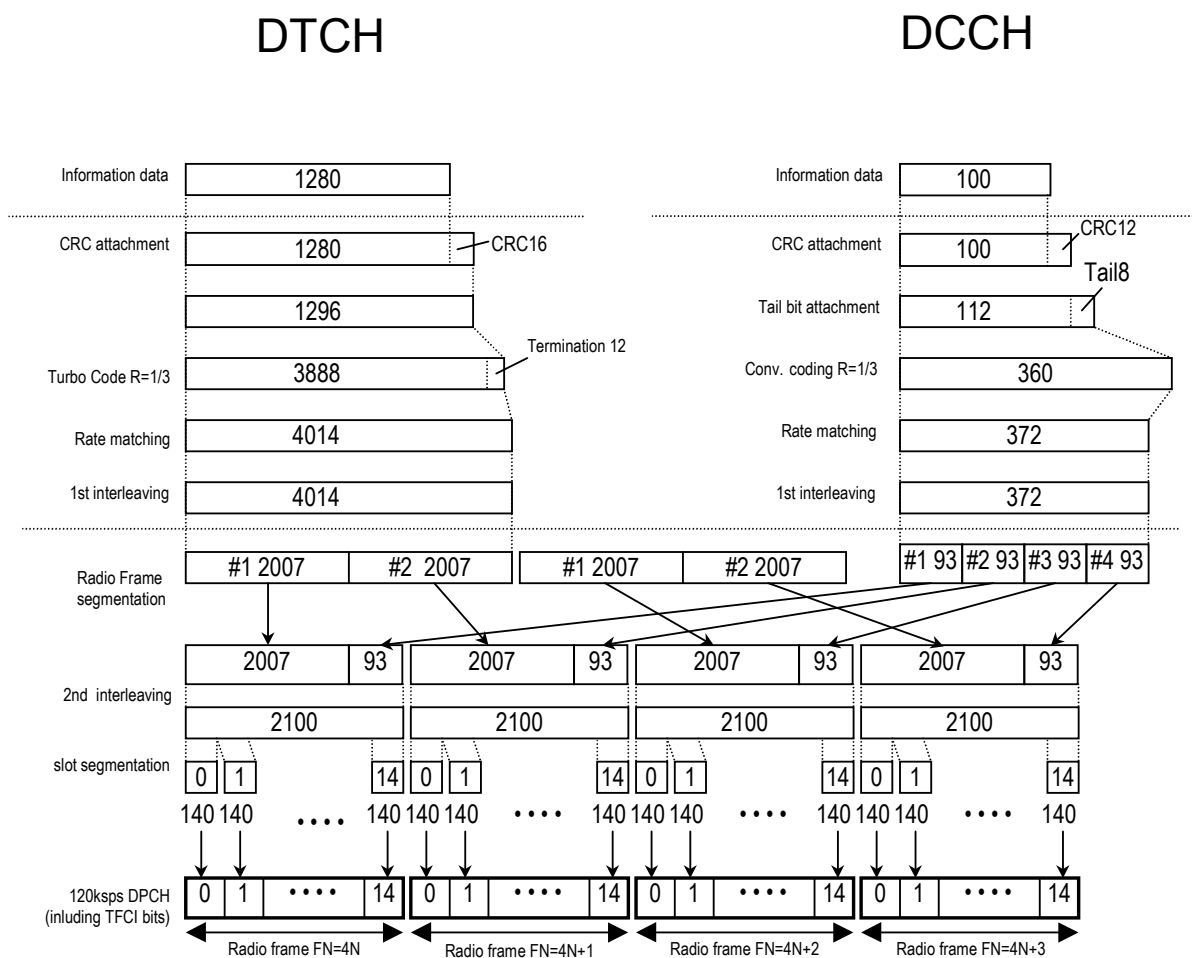 DTCH
DCCH
Information data
1280
Information data
100
CRC attachment
1280
CRC16
CRC attachment
100
CRC12
1296
Tail bit attachment
112
Tail8
Turbo Code R=1/3
3888
Termination 12
Conv. coding R=1/3
360
Rate matching
4014
Rate matching
372
1st interleaving
4014
1st interleaving
372
Radio Frame
segmentation
#1 2007
#2 2007
#1 2007
#2 2007
#1 93
#2 93
#3 93
#4 93
2007
93
2007
93
2007
93
2007
93
2nd interleaving
2100
2100
2100
2100
slot segmentation
0
1
14
0
1
14
0
1
14
0
1
14
140
140
....
140
140
140
....
140
140
140
....
140
140
140
....
140
120ksps DPCH
(inluding TFCI bits)
0
1
....
14
0
1
....
14
0
1
....
14
0
1
....
14
Radio frame FN=4N
Radio frame FN=4N+1
Radio frame FN=4N+2
Radio frame FN=4N+3